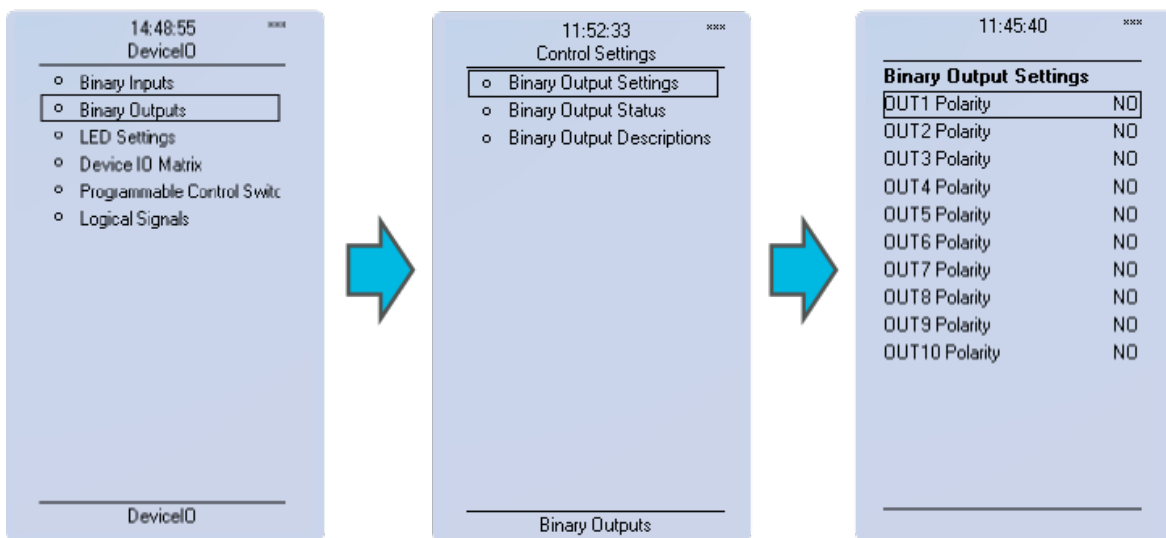 14:48:55 ***
DeviceIO
Binary Inputs
Binary Outputs
LED Settings
Device IO Matrix
Programmable Control Switc
Logical Signals
DeviceIO
11:52:33 ***
Control Settings
Binary Output Settings
Binary Output Status
Binary Output Descriptions
Binary Outputs
11:45:40 ***
Binary Output Settings
OUT1 Polarity NO
OUT2 Polarity NO
OUT3 Polarity NO
OUT4 Polarity NO
OUT5 Polarity NO
OUT6 Polarity NO
OUT7 Polarity NO
OUT8 Polarity NO
OUT9 Polarity NO
OUT10 Polarity NO